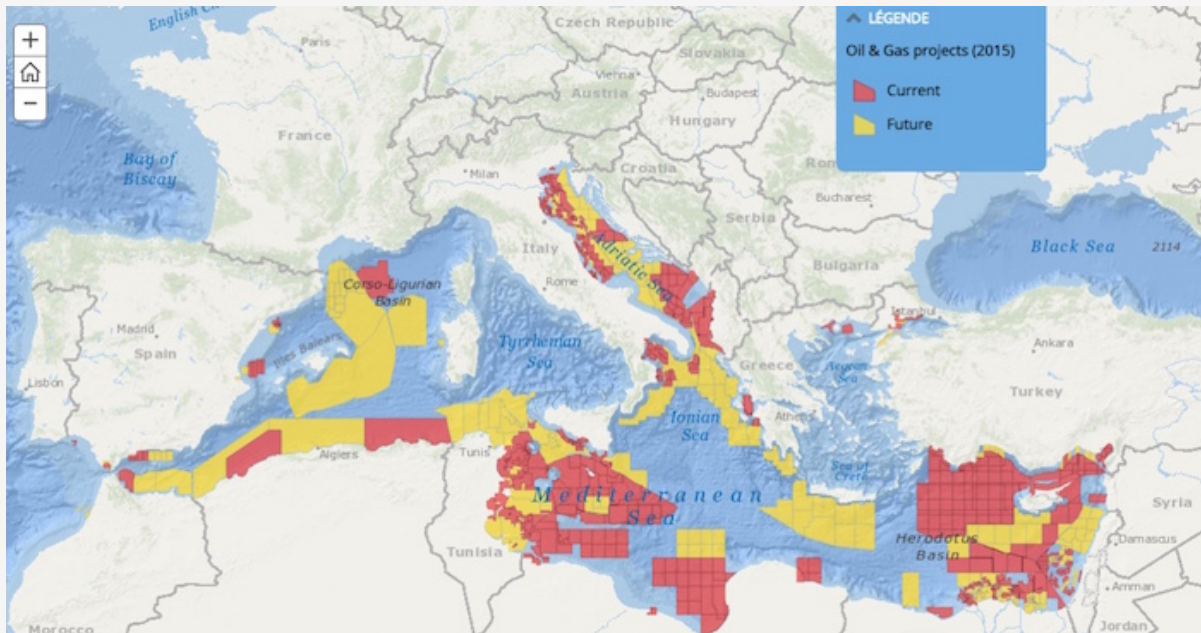 English Ch
Czech Republic
LÉGENDE
Oil & Gas projects (2015)
Current
Future
+
−
Paris
Slovakia
Vienna
Austria
Budapest
Hungary
France
Bay of
Biscay
Milan
Croatia
Rom
Bucharest
Serbia
Italy
Adriatic Sea
Black Sea
2114
Bulgaria
Corso-Ligurian
Basin
Rome
Istanbul
Madrid
Spain
Illes Balears
Tyrrhenian
Sea
Ankara
Greece
Aegean
Sea
Turkey
Lisbon
Ionian
Sea
Athens
Algiers
Tunis
Sea of
Crete
Mediterranean
Sea
Syria
Herodotus
Basin
Damascus
Tunisia
Amman
Morocco
Jordan